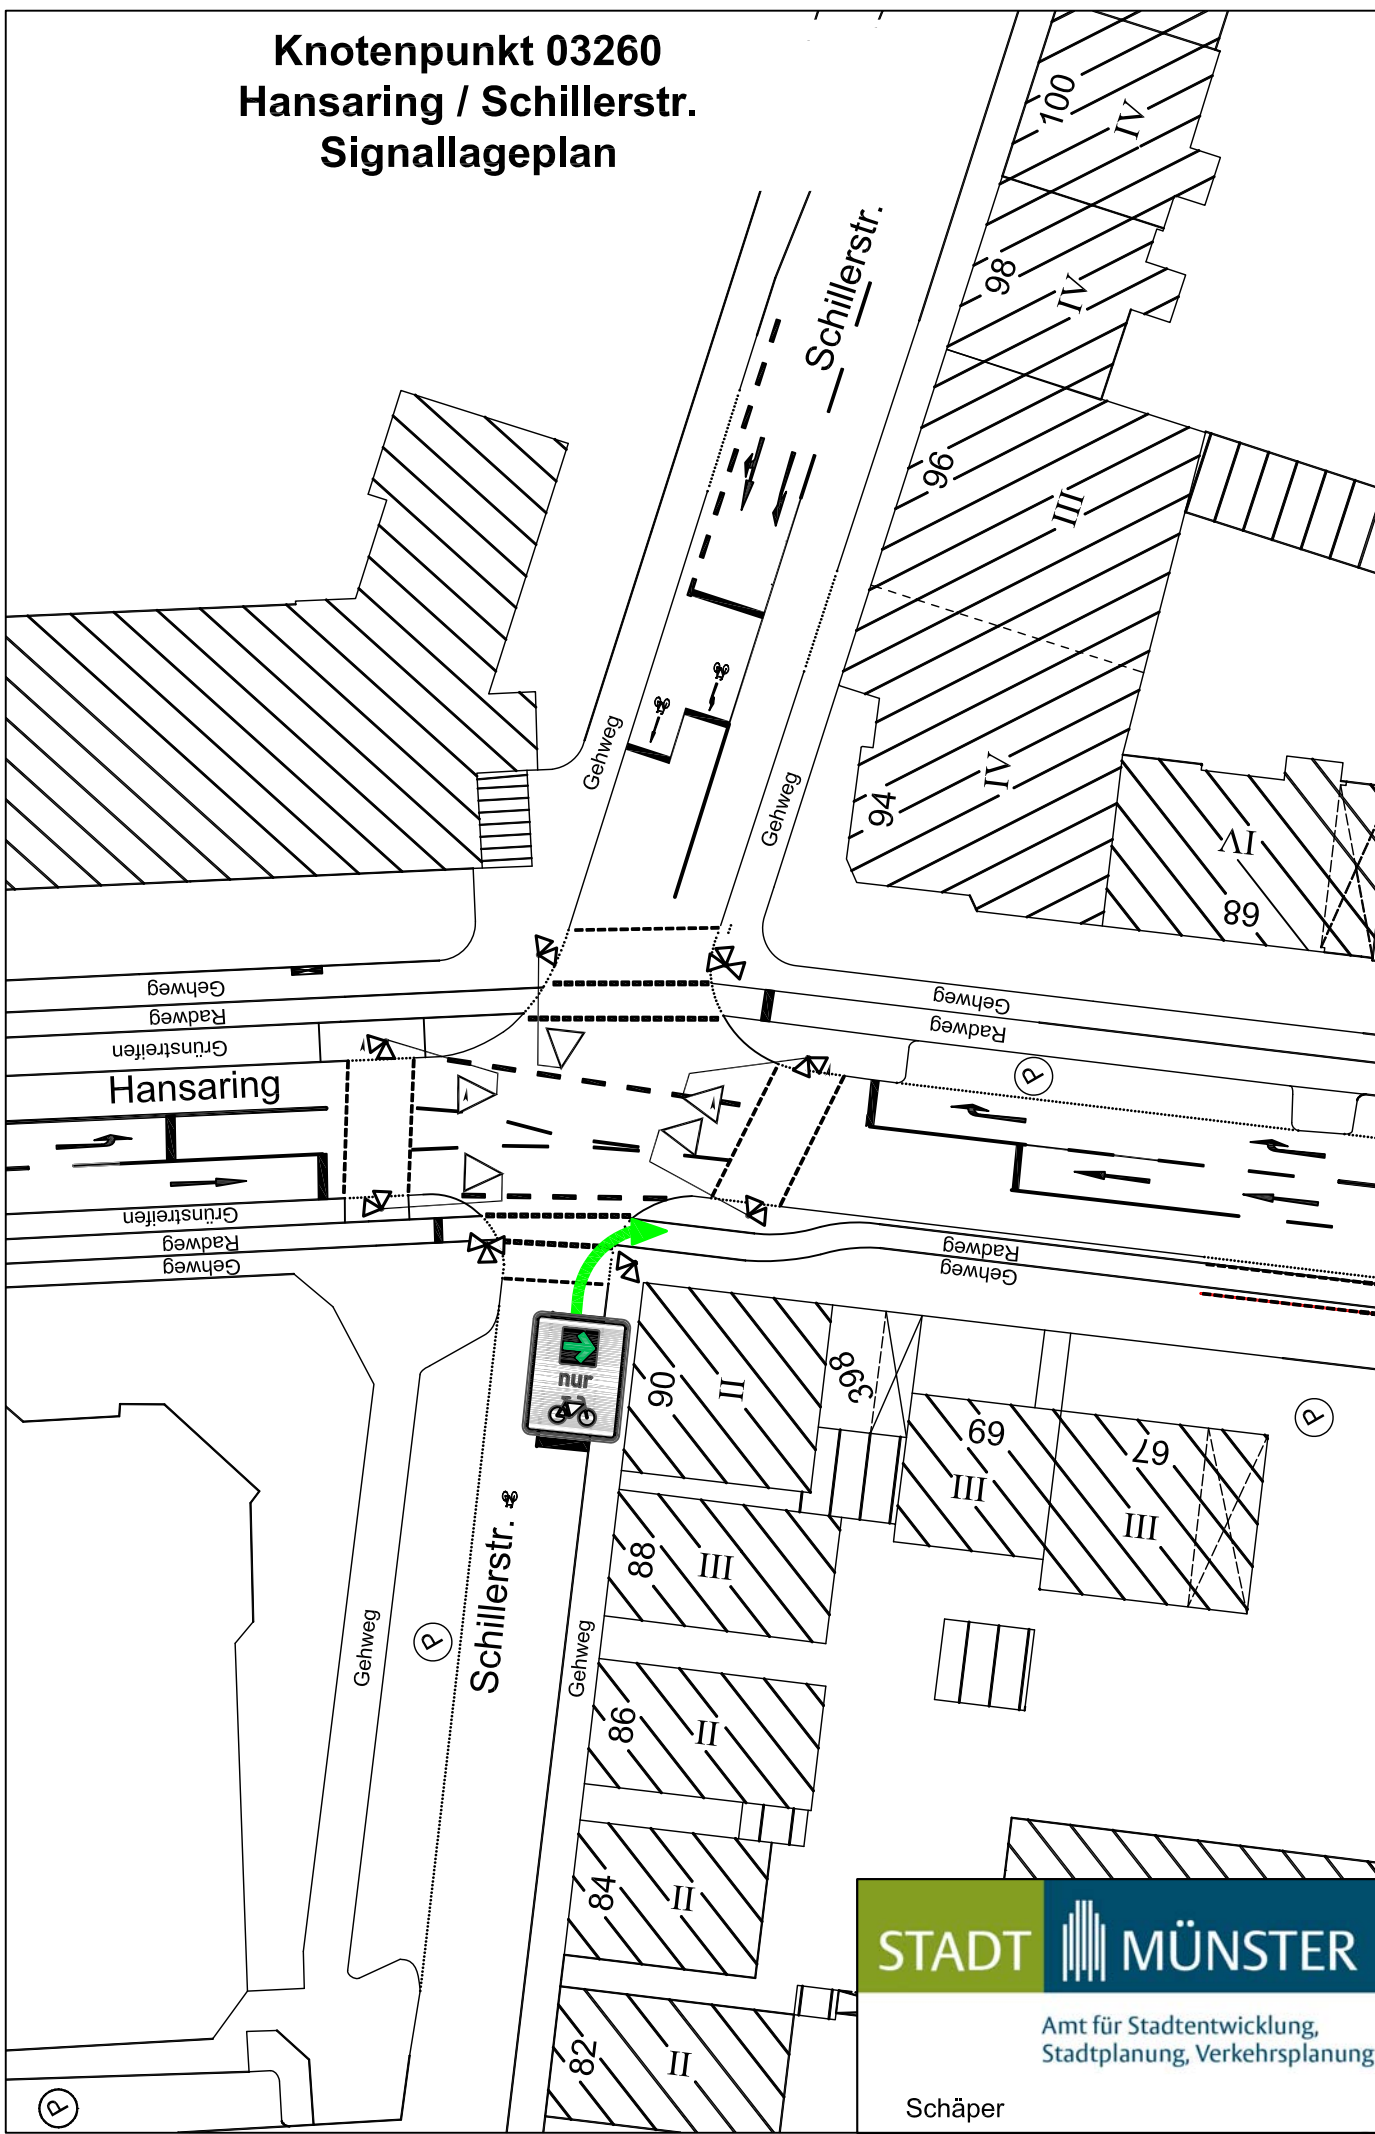 Knotenpunkt 03260
Hansaring / Schillerstr.
Signallageplan
100
IV
Schillerstr.
98
IV
96
III
Gehweg
Gehweg
94
IV
IV
68
Gehweg
Radweg
Grünstreifen
Hansaring
Gehweg
Radweg
P
Grünstreifen
Radweg
Gehweg
Radweg
Gehweg
nur
90
II
398
69
III
67
III
P
Schillerstr.
88
III
Gehweg
P
Gehweg
86
II
84
II
82
II
P
STADT MÜNSTER
Amt für Stadtentwicklung,
Stadtplanung, Verkehrsplanung
Schäper